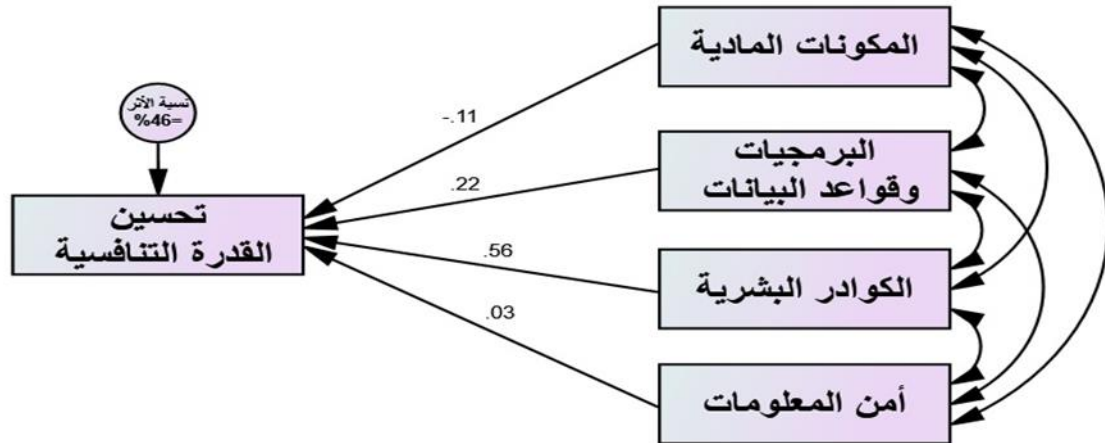 المكونات المادية
نسبة الأثر
%46=
-.11
البرمجيات
وقواعد البيانات
.22
تحسين
القدرة التنافسية
.56
الكوادر البشرية
.03
أمن المعلومات